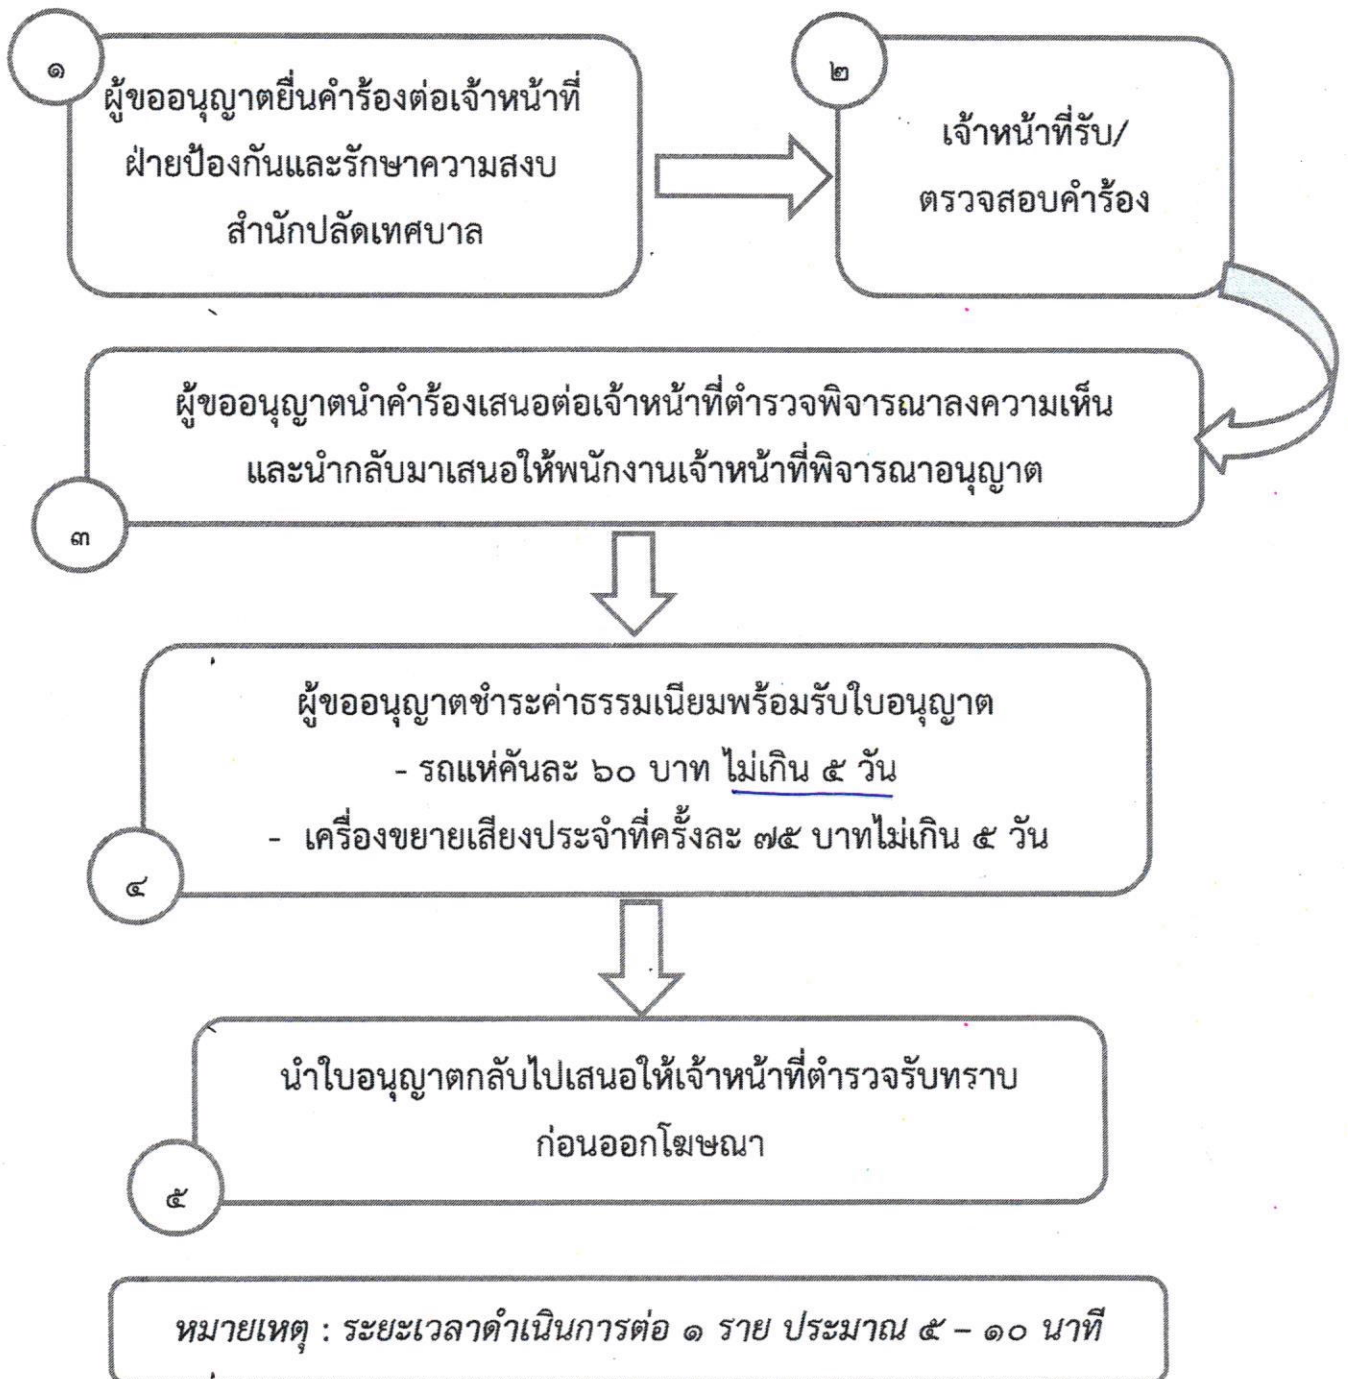 ๑
ผู้ขออนุญาตยื่นคำร้องต่อเจ้าหน้าที่
ฝ่ายป้องกันและรักษาความสงบ
สำนักปลัดเทศบาล
๒
เจ้าหน้าที่รับ/
ตรวจสอบคำร้อง
ผู้ขออนุญาตนำคำร้องเสนอต่อเจ้าหน้าที่ตำรวจพิจารณาลงความเห็น
และนำกลับมาเสนอให้พนักงานเจ้าหน้าที่พิจารณาอนุญาต
๓
ผู้ขออนุญาตชำระค่าธรรมเนียมพร้อมรับใบอนุญาต
- รถแห่คันละ ๖๐ บาท ไม่เกิน ๕ วัน
- เครื่องขยายเสียงประจำที่ครั้งละ ๗๕ บาทไม่เกิน ๕ วัน
๔
นำใบอนุญาตกลับไปเสนอให้เจ้าหน้าที่ตำรวจรับทราบ
ก่อนออกโฆษณา
๕
หมายเหตุ : ระยะเวลาดำเนินการต่อ ๑ ราย ประมาณ ๕ – ๑๐ นาที